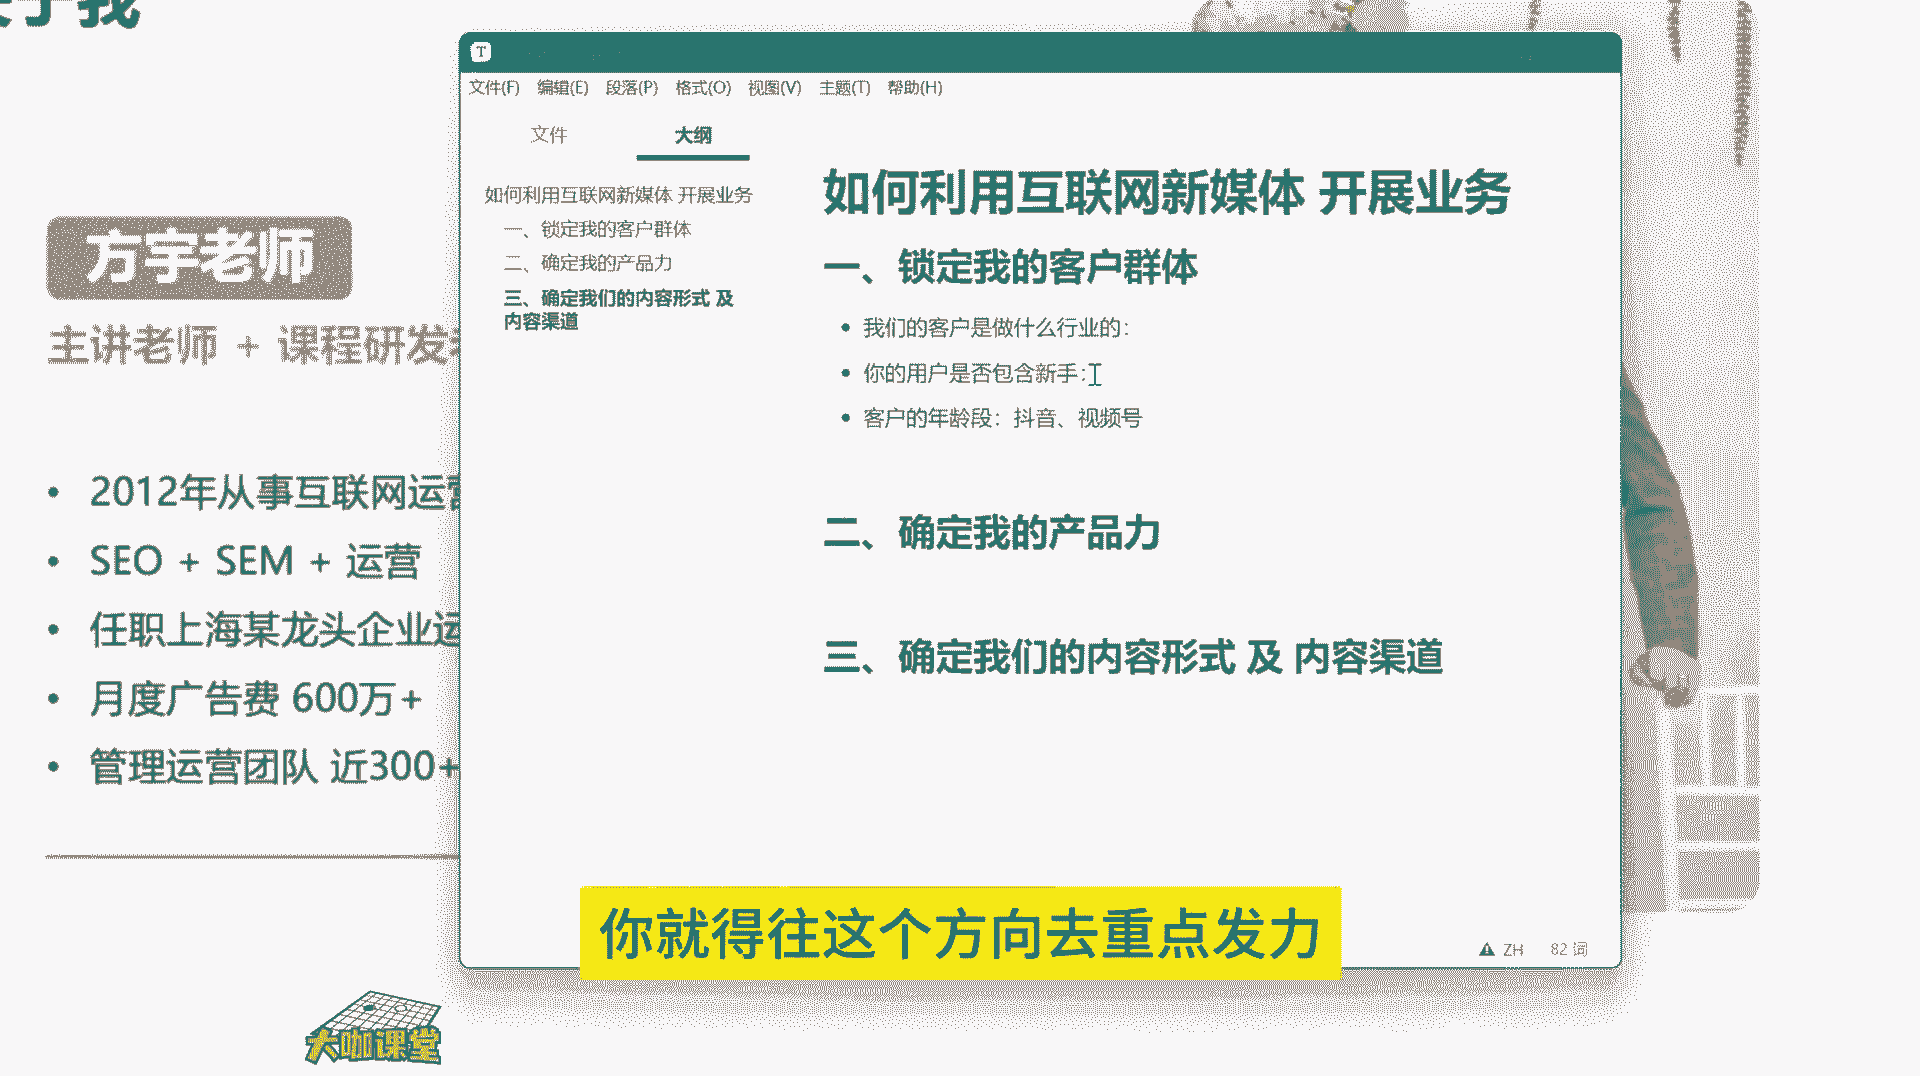 关于我
方宇老师
主讲老师 + 课程研发者
2012年从事互联网运营
SEO + SEM + 运营
任职上海某龙头企业运
月度广告费 600万+
管理运营团队 近300+
T
文件(F) 编辑(E) 段落(P) 格式(O) 视图(V) 主题(T) 帮助(H)
文件 大纲
如何利用互联网新媒体 开展业务
一、锁定我的客户群体
二、确定我的产品力
三、确定我们的内容形式 及
内容渠道
如何利用互联网新媒体 开展业务
一、锁定我的客户群体
我们的客户是做什么行业的:
你的用户是否包含新手:
客户的年龄段：抖音、视频号
二、确定我的产品力
三、确定我们的内容形式 及 内容渠道
你就得往这个方向去重点发力
ZH 82 词
大咖课堂